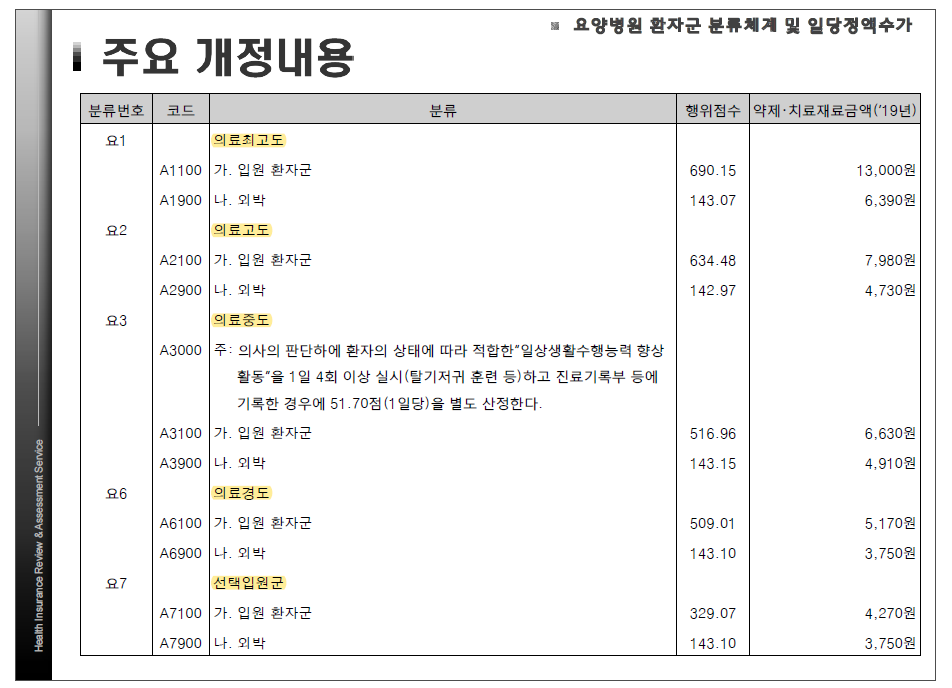 요양병원 환자군 분류체계 및 일당정액수가
주요 개정내용
분류번호 코드 분류 행위점수 약제·치료재료금액('19년)
요1 의료최고도
A1100 가. 입원 환자군 690.15 13,000원
A1900 나. 외박 143.07 6,390원
요2 의료고도
A2100 가. 입원 환자군 634.48 7,980원
A2900 나. 외박 142.97 4,730원
요3 의료중도
A3000 주: 의사의 판단하에 환자의 상태에 따라 적합한"일상생활수행능력 향상
활동"을 1일 4회 이상 실시(탈기저귀 훈련 등)하고 진료기록부 등에
기록한 경우에 51.70점(1일당)을 별도 산정한다.
A3100 가. 입원 환자군 516.96 6,630원
A3900 나. 외박 143.15 4,910원
요6 의료경도
A6100 가. 입원 환자군 509.01 5,170원
A6900 나. 외박 143.10 3,750원
요7 선택입원군
A7100 가. 입원 환자군 329.07 4,270원
A7900 나. 외박 143.10 3,750원
Health Insurance Review & Assessment Service